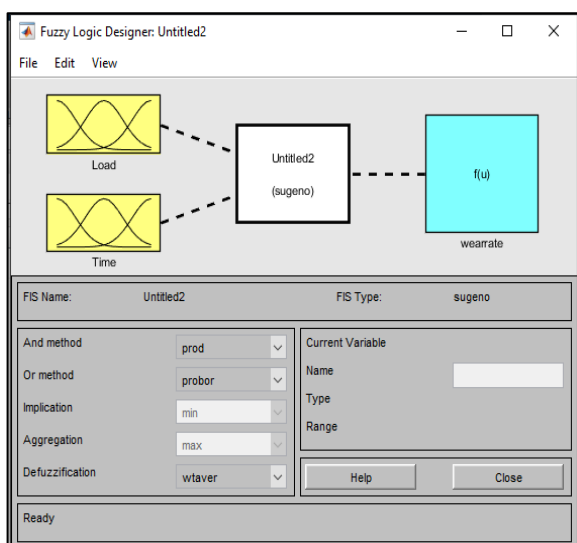 Fuzzy Logic Designer: Untitled2
File Edit View
Load
Time
Untitled2
(sugeno)
f(u)
wearrate
FIS Name: Untitled2 FIS Type: sugeno
And method prod
Or method probor
Implication min
Aggregation max
Defuzzification wtaver
Current Variable
Name
Type
Range
Help Close
Ready